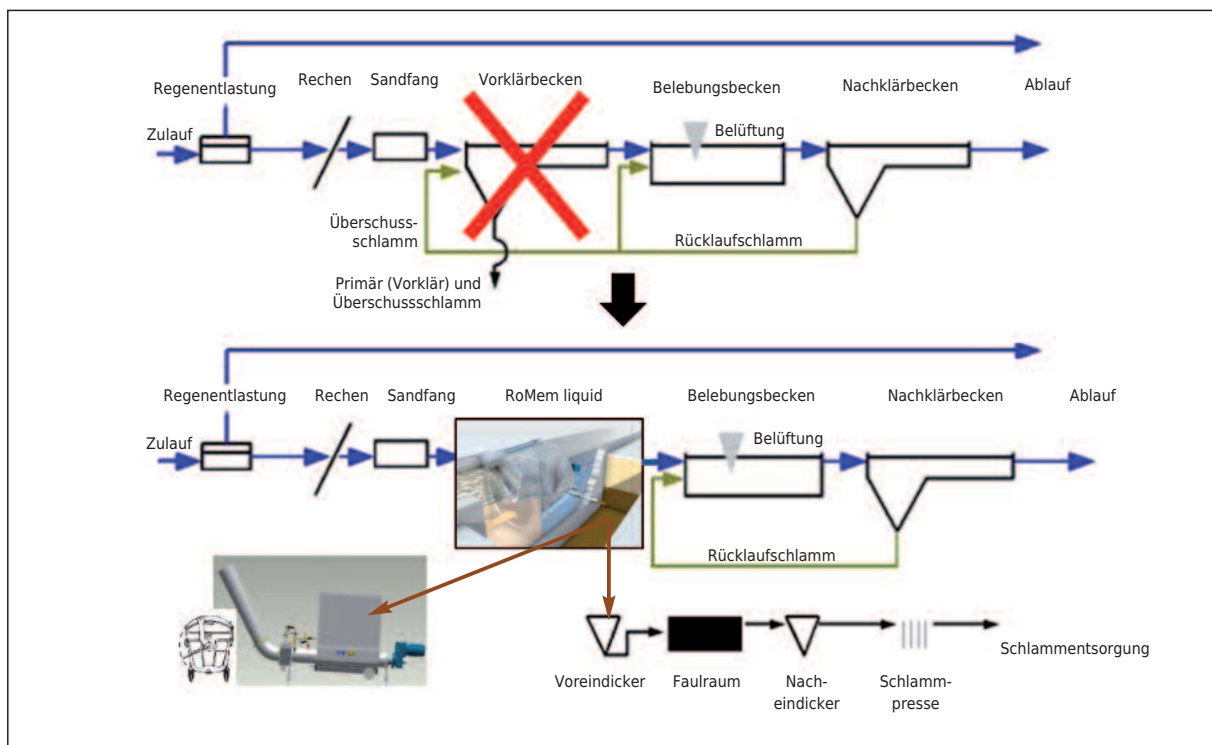 Regenentlastung
Rechen
Sandfang
Vorklärbecken
Belebungsbecken
Nachklärbecken
Ablauf
Zulauf
Belüftung
Überschuss-
schlamm
Rücklaufschlamm
Primär (Vorklär) und
Überschussschlamm
Regenentlastung
Rechen
Sandfang
RoMem liquid
Belebungsbecken
Nachklärbecken
Ablauf
Zulauf
Belüftung
Rücklaufschlamm
Schlammentsorgung
Voreindicker
Faulraum
Nach-
eindicker
Schlamm-
presse